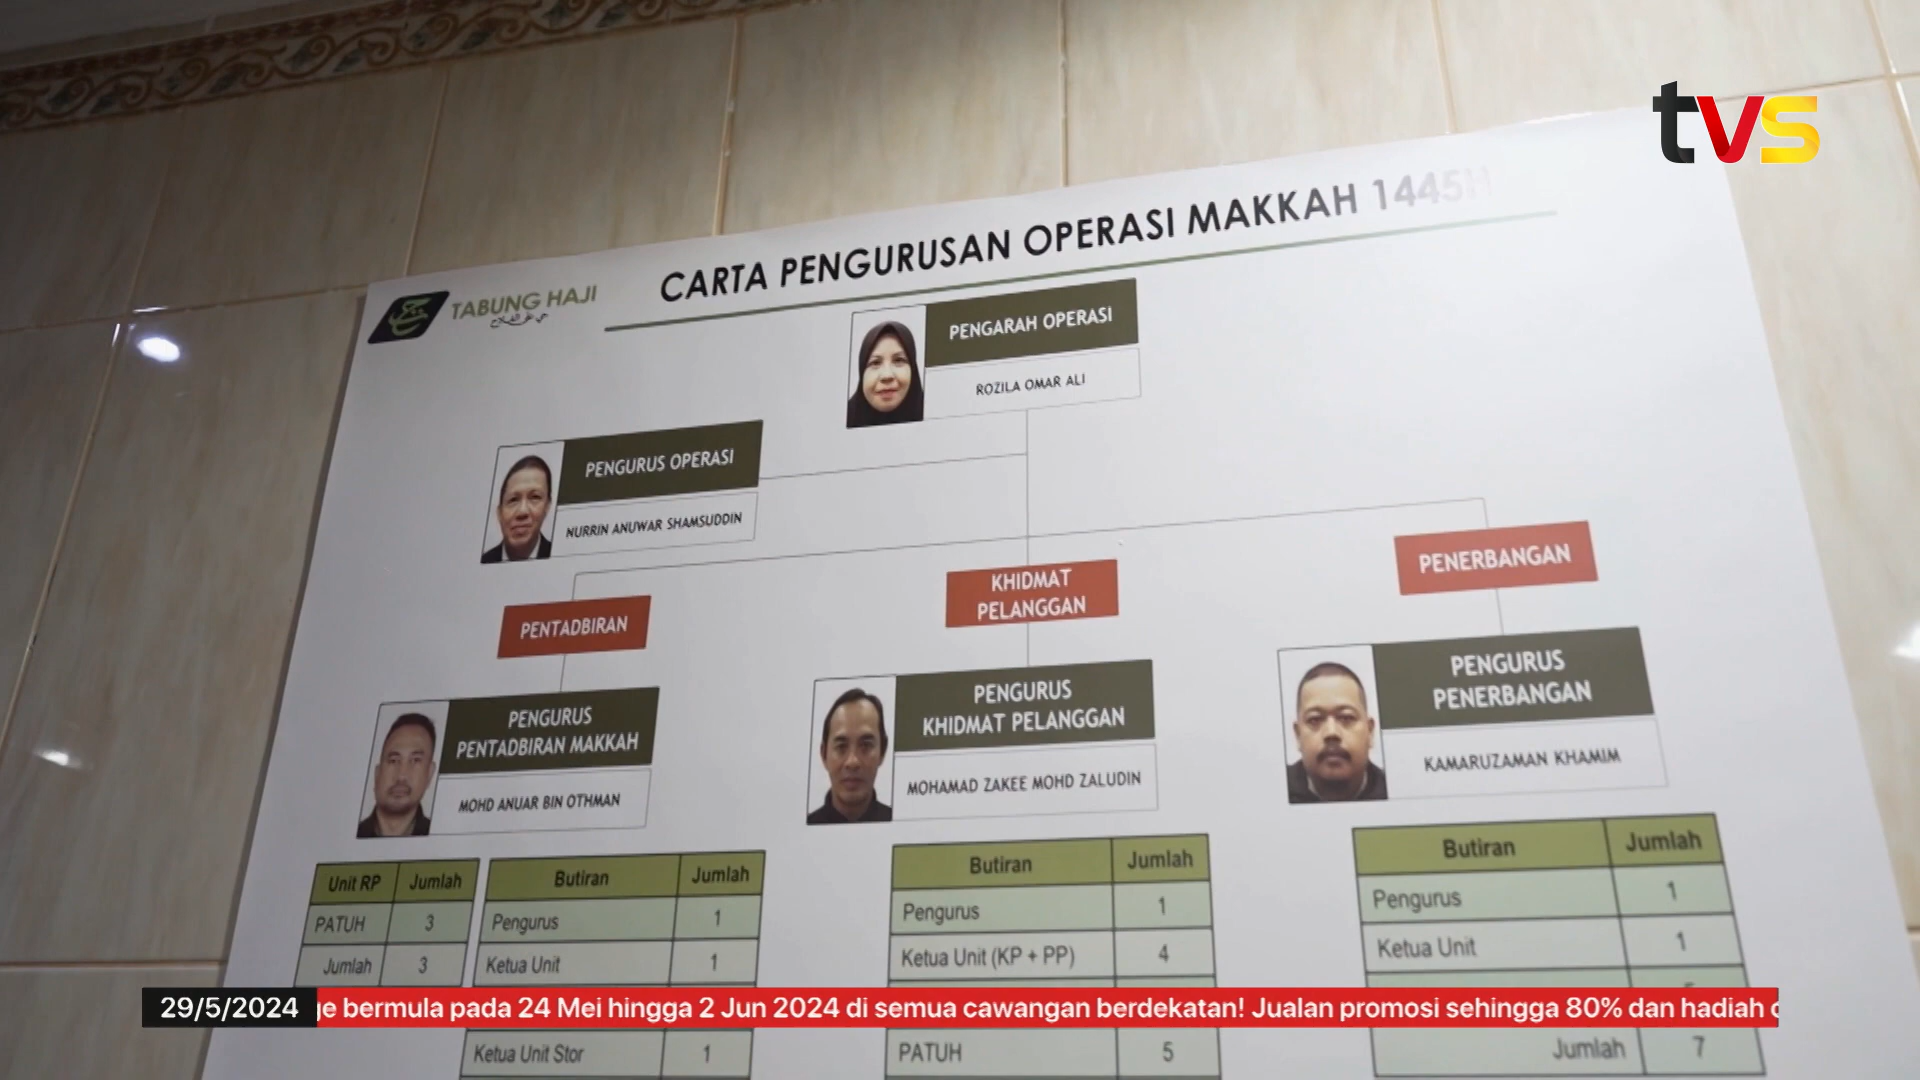 tvs
CARTA PENGURUSAN OPERASI MAKKAH 1445H
TABUNG HAJI
حي على الفلاح
PENGARAH OPERASI
ROZILA OMAR ALI
PENGURUS OPERASI
NURRIN ANUWAR SHAMSUDDIN
PENTADBIRAN
KHIDMAT
PELANGGAN
PENERBANGAN
PENGURUS
PENTADBIRAN MAKKAH
MOHD ANUAR BIN OTHMAN
PENGURUS
KHIDMAT PELANGGAN
MOHAMAD ZAKEE MOHD ZALUDIN
PENGURUS
PENERBANGAN
KAMARUZAMAN KHAMIM
Unit RP Jumlah
PATUH 3
Jumlah 3
Butiran Jumlah
Pengurus 1
Ketua Unit 1
Ketua Unit Stor 1
Butiran Jumlah
Pengurus 1
Ketua Unit (KP + PP) 4
PATUH 5
Butiran Jumlah
Pengurus 1
Ketua Unit 1
Jumlah 7
29/5/2024 ge bermula pada 24 Mei hingga 2 Jun 2024 di semua cawangan berdekatan! Jualan promosi sehingga 80% dan hadiah